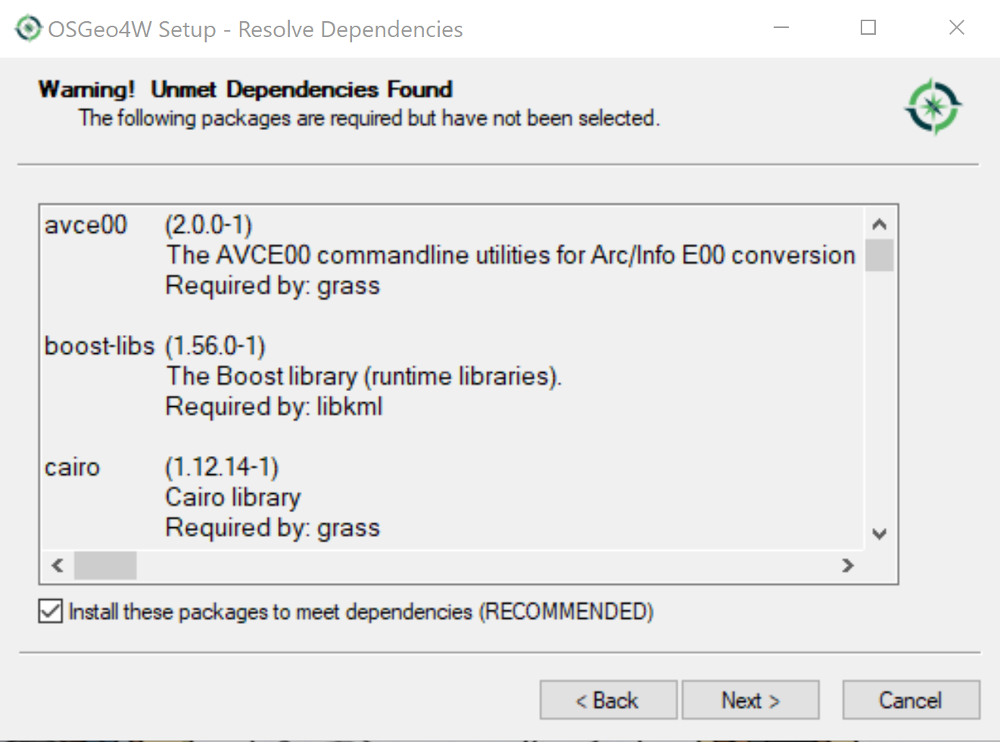 OSGeo4W Setup - Resolve Dependencies
Warning! Unmet Dependencies Found
The following packages are required but have not been selected.
avce00 (2.0.0-1)
The AVCE00 commandline utilities for Arc/Info E00 conversion
Required by: grass
boost-libs (1.56.0-1)
The Boost library (runtime libraries).
Required by: libkml
cairo (1.12.14-1)
Cairo library
Required by: grass
Install these packages to meet dependencies (RECOMMENDED)
< Back Next > Cancel